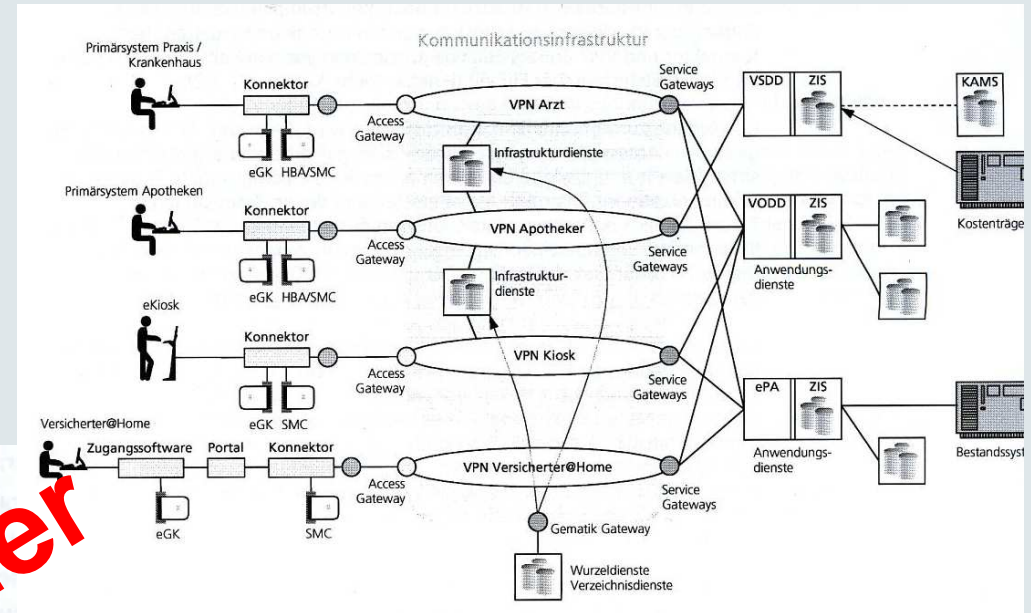 Kommunikationsinfrastruktur
Primärsystem Praxis /
Krankenhaus
Konnektor
eGK HBA/SMC
Access
Gateway
VPN Arzt
Service
Gateways
VSDD ZIS
KAMS
Infrastrukturdienste
Kostenträge
Primärsystem Apotheken
Konnektor
eGK HBA/SMC
Access
Gateway
VPN Apotheker
Service
Gateways
VODD ZIS
Anwendungs-
dienste
Infrastruktur-
dienste
eKiosk
Konnektor
eGK SMC
Access
Gateway
VPN Kiosk
Service
Gateways
ePA ZIS
Anwendungs-
dienste
Bestandssyst
Versicherter@Home
Zugangssoftware Portal Konnektor
eGK SMC
Access
Gateway
VPN Versicherter@Home
Service
Gateways
Gematik Gateway
Wurzeldienste
Verzeichnisdienste
er